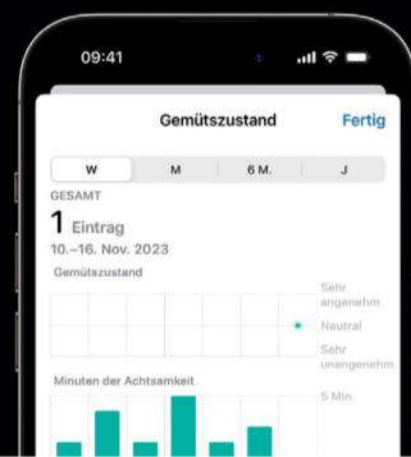 09:41
Gemütszustand
Fertig
W
M
6 M.
J
GESAMT
1 Eintrag
10.–16. Nov. 2023
Gemütszustand
Sehr
angenehm
Neutral
Sehr
unangenehm
Minuten der Achtsamkeit
5 Min.